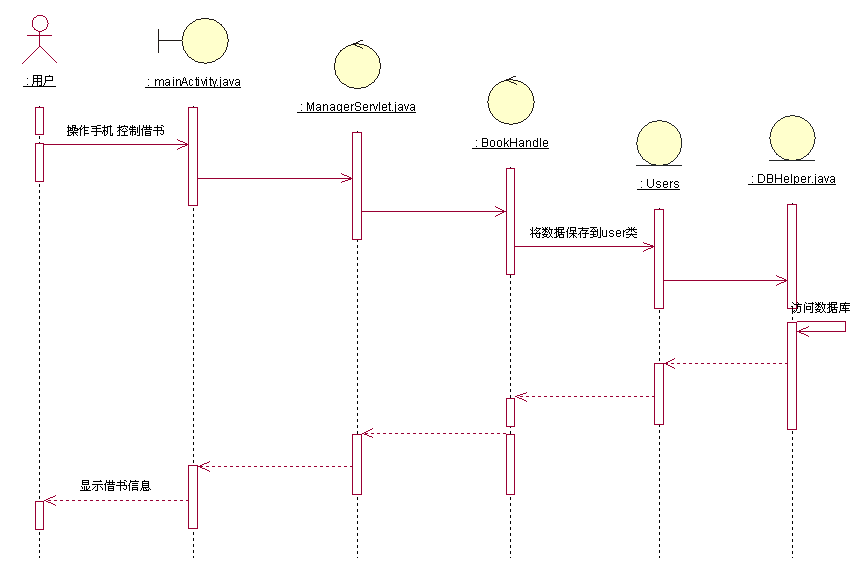 : 用户
: mainActivity.java
: ManagerServlet.java
: BookHandle
: Users
: DBHelper.java
操作手机 控制借书
将数据保存到user类
访问数据库
显示借书信息